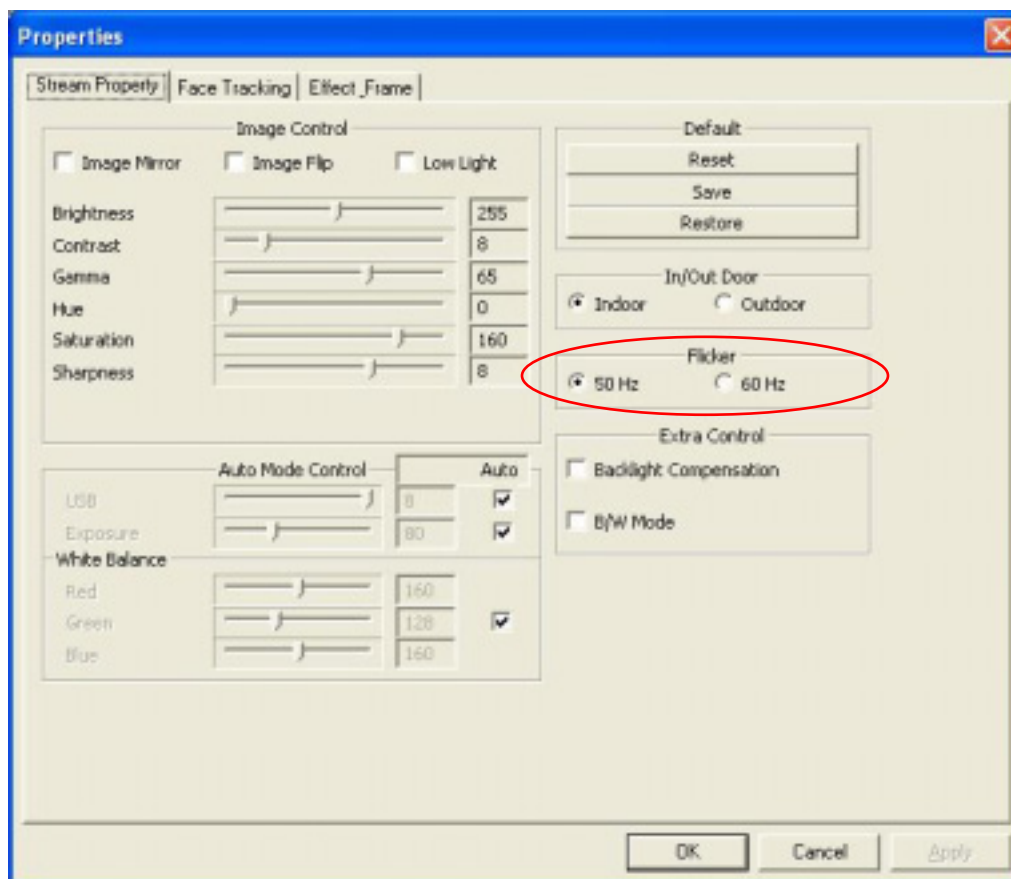 Properties
Stream Property Face Tracking Effect_Frame
Image Control
Image Mirror Image Flip Low Light
Brightness 255
Contrast 8
Gamma 65
Hue 0
Saturation 160
Sharpness 8
Auto Mode Control Auto
USB 8
Exposure 80
White Balance
Red 160
Green 128
Blue 160
Default
Reset
Save
Restore
In/Out Door
Indoor Outdoor
Flicker
50 Hz 60 Hz
Extra Control
Backlight Compensation
B/W Mode
OK Cancel Apply